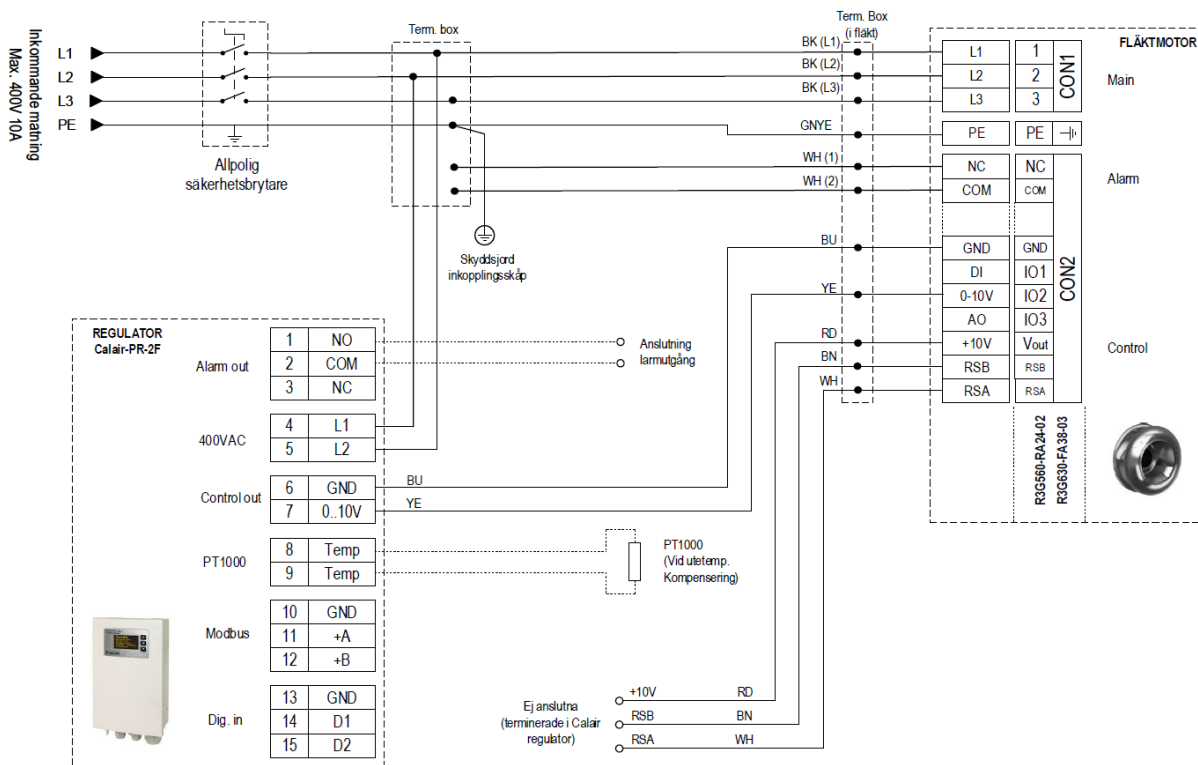 Inkommande matning
Max. 400V 10A
L1
L2
L3
PE
Allpolig
säkerhetsbrytare
Term. box
Skyddsjord
inkopplingsskåp
Term. Box
(i fläkt)
BK (L1)
BK (L2)
BK (L3)
GNYE
WH (1)
WH (2)
BU
YE
RD
BN
WH
FLÄKTMOTOR
L1 1
L2 2
L3 3
CON1
Main
PE PE
NC NC
COM COM
Alarm
GND GND
DI IO1
0-10V IO2
AO IO3
+10V Vout
RSB RSB
RSA RSA
CON2
Control
R3G560-RA24-02
R3G630-FA38-03
REGULATOR
Calair-PR-2F
Alarm out
1 NO
2 COM
3 NC
Anslutning
larmutgång
400VAC
4 L1
5 L2
Control out
6 GND
7 0..10V
BU
YE
PT1000
8 Temp
9 Temp
PT1000
(Vid utetemp.
Kompensering)
Modbus
10 GND
11 +A
12 +B
Dig. in
13 GND
14 D1
15 D2
Ej anslutna
(terminerade i Calair
regulator)
+10V RD
RSB BN
RSA WH